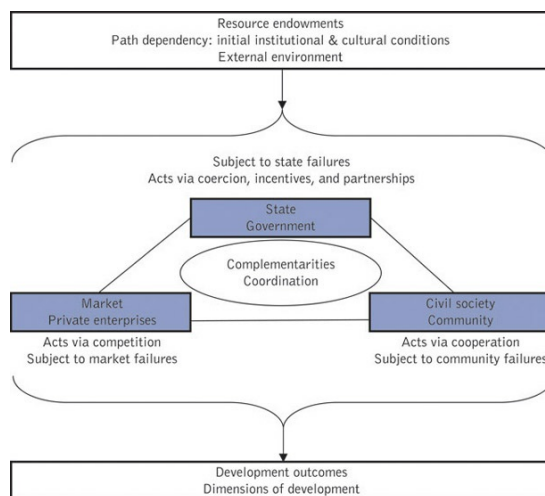 Resource endowments
Path dependency: initial institutional & cultural conditions
External environment
Subject to state failures
Acts via coercion, incentives, and partnerships
State
Government
Complementarities
Coordination
Market
Private enterprises
Civil society
Community
Acts via competition
Subject to market failures
Acts via cooperation
Subject to community failures
Development outcomes
Dimensions of development